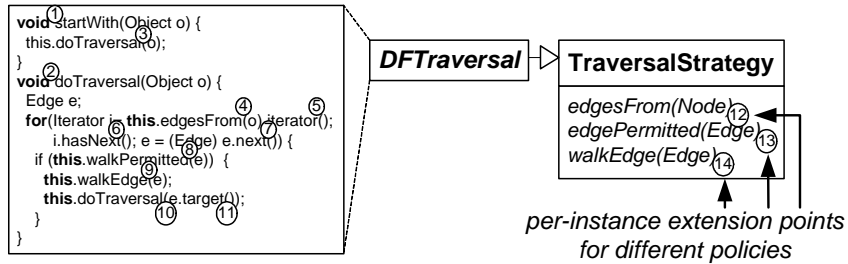 void startWith(Object o) {
this.doTraversal(o);
}
void doTraversal(Object o) {
Edge e;
for(Iterator i= this.edgesFrom(o).iterator();
i.hasNext(); e = (Edge) e.next()) {
if (this.walkPermitted(e)) {
this.walkEdge(e);
this.doTraversal(e.target());
}
}
1
2
3
4
5
6
7
8
9
10
11
DFTraversal
TraversalStrategy
edgesFrom(Node)
edgePermitted(Edge)
walkEdge(Edge)
12
13
14
per-instance extension points
for different policies